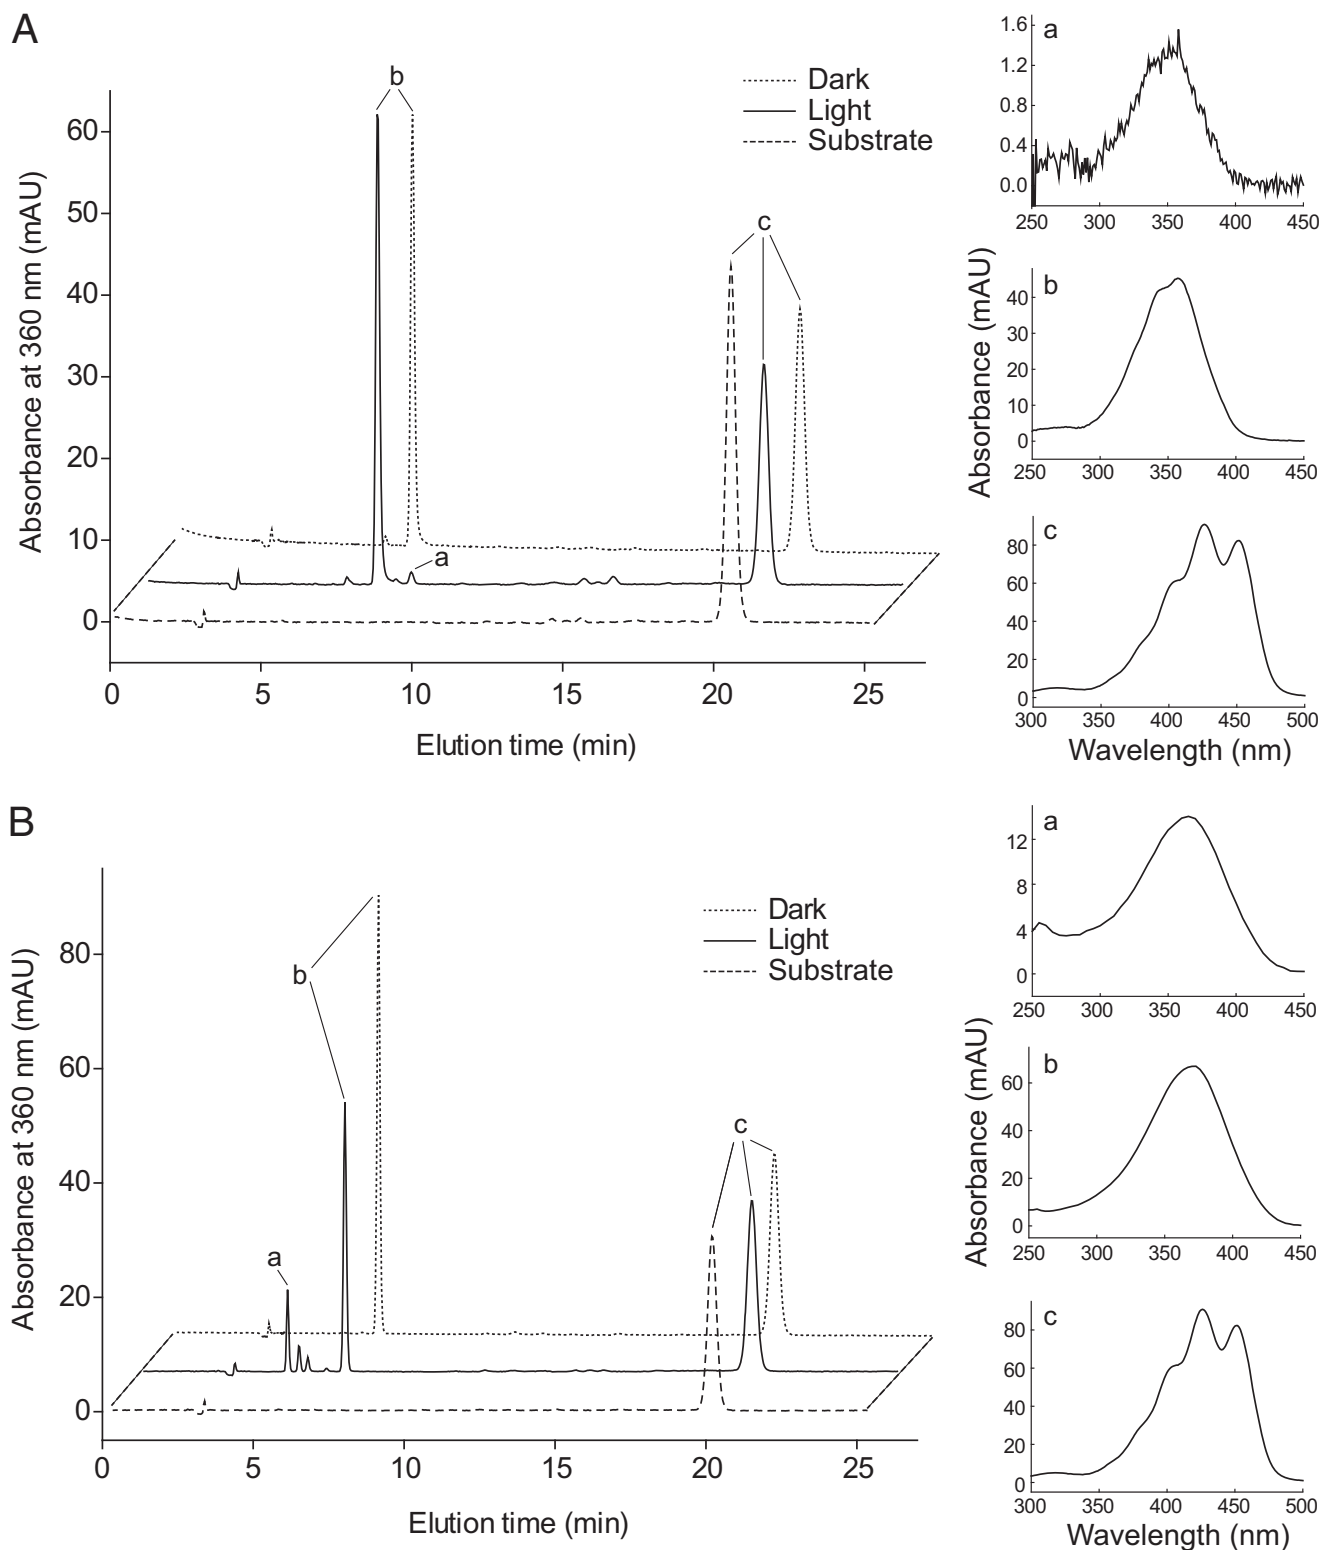 A
Absorbance at 360 nm (mAU)
60
50
40
30
20
10
0
0 5 10 15 20 25
Elution time (min)
b
c
a
Dark
Light
Substrate
a
1.6
1.2
0.8
0.4
0.0
250 300 350 400 450
Absorbance (mAU)
b
40
30
20
10
0
250 300 350 400 450
c
80
60
40
20
0
300 350 400 450 500
Wavelength (nm)
B
Absorbance at 360 nm (mAU)
80
60
40
20
0
0 5 10 15 20 25
Elution time (min)
b
a
c
Dark
Light
Substrate
a
12
8
4
0
250 300 350 400 450
Absorbance (mAU)
b
60
40
20
0
250 300 350 400 450
c
80
60
40
20
0
300 350 400 450 500
Wavelength (nm)